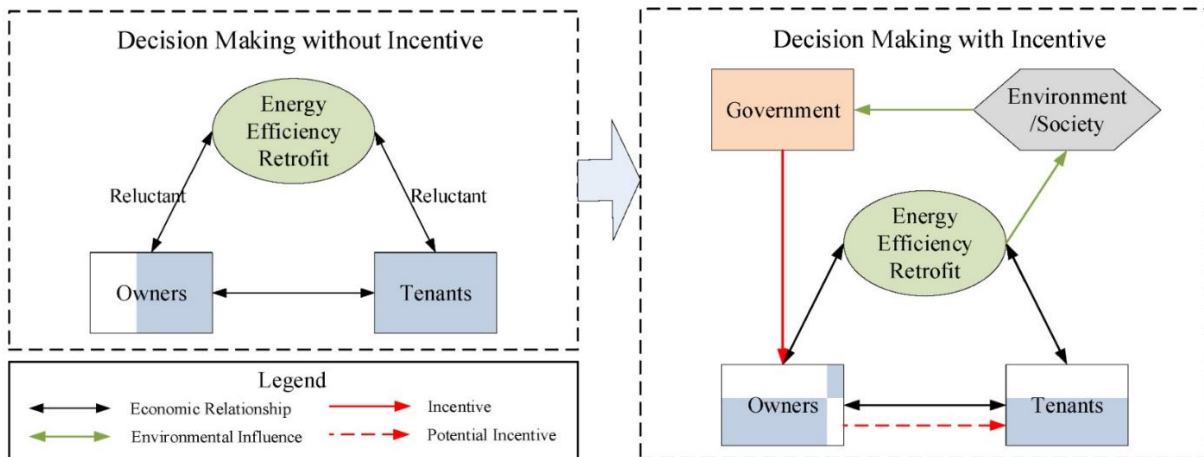 Decision Making without Incentive
Energy
Efficiency
Retrofit
Reluctant
Reluctant
Owners
Tenants
Legend
Economic Relationship
Incentive
Environmental Influence
Potential Incentive
Decision Making with Incentive
Government
Environment
/Society
Energy
Efficiency
Retrofit
Owners
Tenants